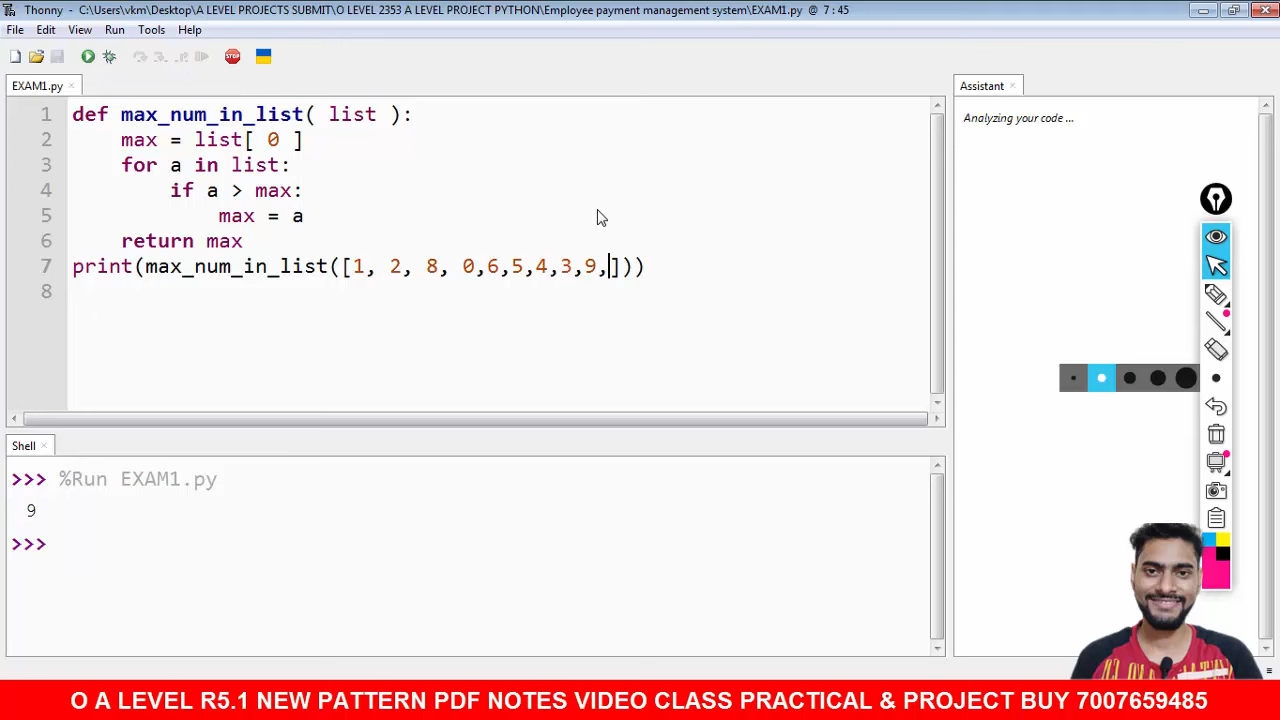 Thonny - C:\Users\vkm\Desktop\A LEVEL PROJECTS SUBMIT\O LEVEL 2353 A LEVEL PROJECT PYTHON\Employee payment management system\EXAM1.py @ 7 : 45
File Edit View Run Tools Help
STOP
EXAM1.py ×
1 def max_num_in_list( list ):
2     max = list[ 0 ]
3     for a in list:
4         if a > max:
5             max = a
6     return max
7 print(max_num_in_list([1, 2, 8, 0,6,5,4,3,9,]))
8
Assistant ×
Analyzing your code ...
Shell ×
>>> %Run EXAM1.py
9
>>>
O A LEVEL R5.1 NEW PATTERN PDF NOTES VIDEO CLASS PRACTICAL & PROJECT BUY 7007659485